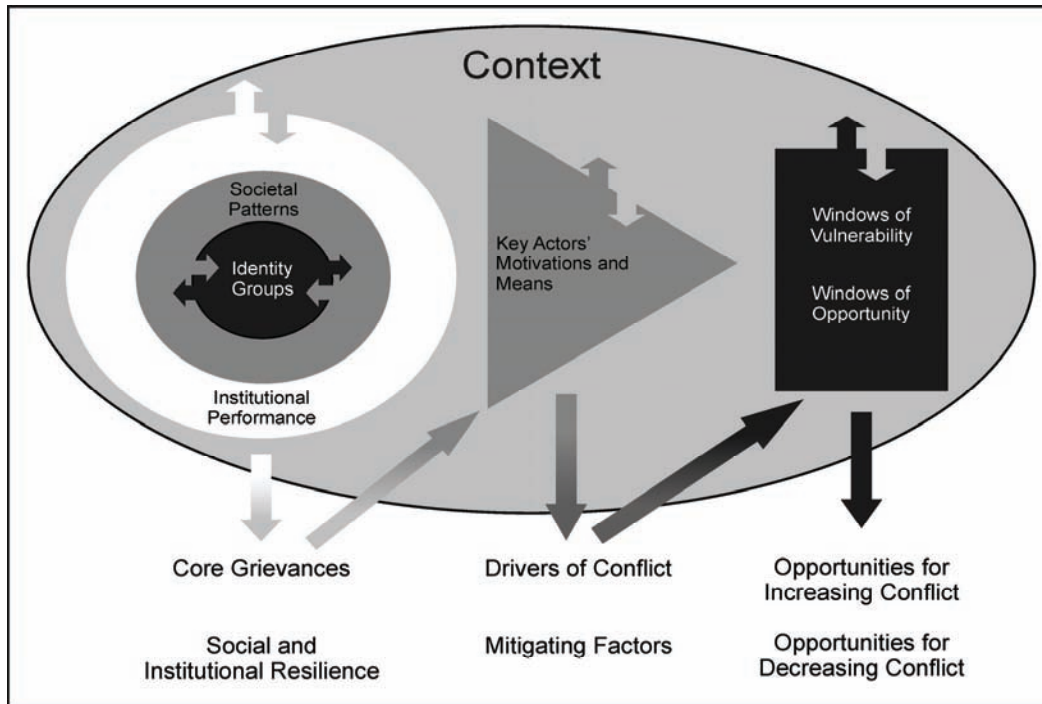 Context
Societal
Patterns
Identity
Groups
Institutional
Performance
Key Actors'
Motivations and
Means
Windows of
Vulnerability
Windows of
Opportunity
Core Grievances
Social and
Institutional Resilience
Drivers of Conflict
Mitigating Factors
Opportunities for
Increasing Conflict
Opportunities for
Decreasing Conflict